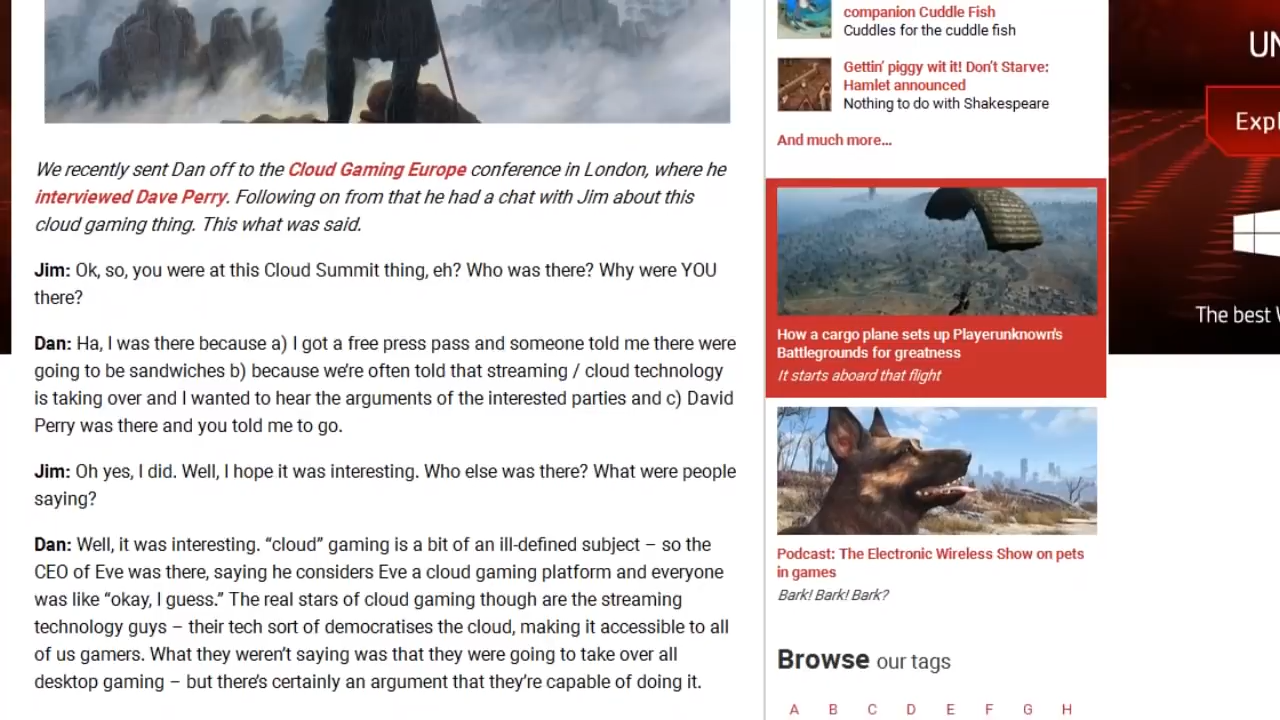 We recently sent Dan off to the Cloud Gaming Europe conference in London, where he
interviewed Dave Perry. Following on from that he had a chat with Jim about this
cloud gaming thing. This what was said.
Jim: Ok, so, you were at this Cloud Summit thing, eh? Who was there? Why were YOU
there?
Dan: Ha, I was there because a) I got a free press pass and someone told me there were
going to be sandwiches b) because we're often told that streaming / cloud technology
is taking over and I wanted to hear the arguments of the interested parties and c) David
Perry was there and you told me to go.
Jim: Oh yes, I did. Well, I hope it was interesting. Who else was there? What were people
saying?
Dan: Well, it was interesting. “cloud” gaming is a bit of an ill-defined subject – so the
CEO of Eve was there, saying he considers Eve a cloud gaming platform and everyone
was like “okay, I guess.” The real stars of cloud gaming though are the streaming
technology guys – their tech sort of democratises the cloud, making it accessible to all
of us gamers. What they weren't saying was that they were going to take over all
desktop gaming – but there's certainly an argument that they're capable of doing it.
companion Cuddle Fish
Cuddles for the cuddle fish
Gettin' piggy wit it! Don't Starve:
Hamlet announced
Nothing to do with Shakespeare
And much more...
How a cargo plane sets up Playerunknown's
Battlegrounds for greatness
It starts aboard that flight
Podcast: The Electronic Wireless Show on pets
in games
Bark! Bark! Bark?
Browse our tags
A B C D E F G H
UN
Expl
The best